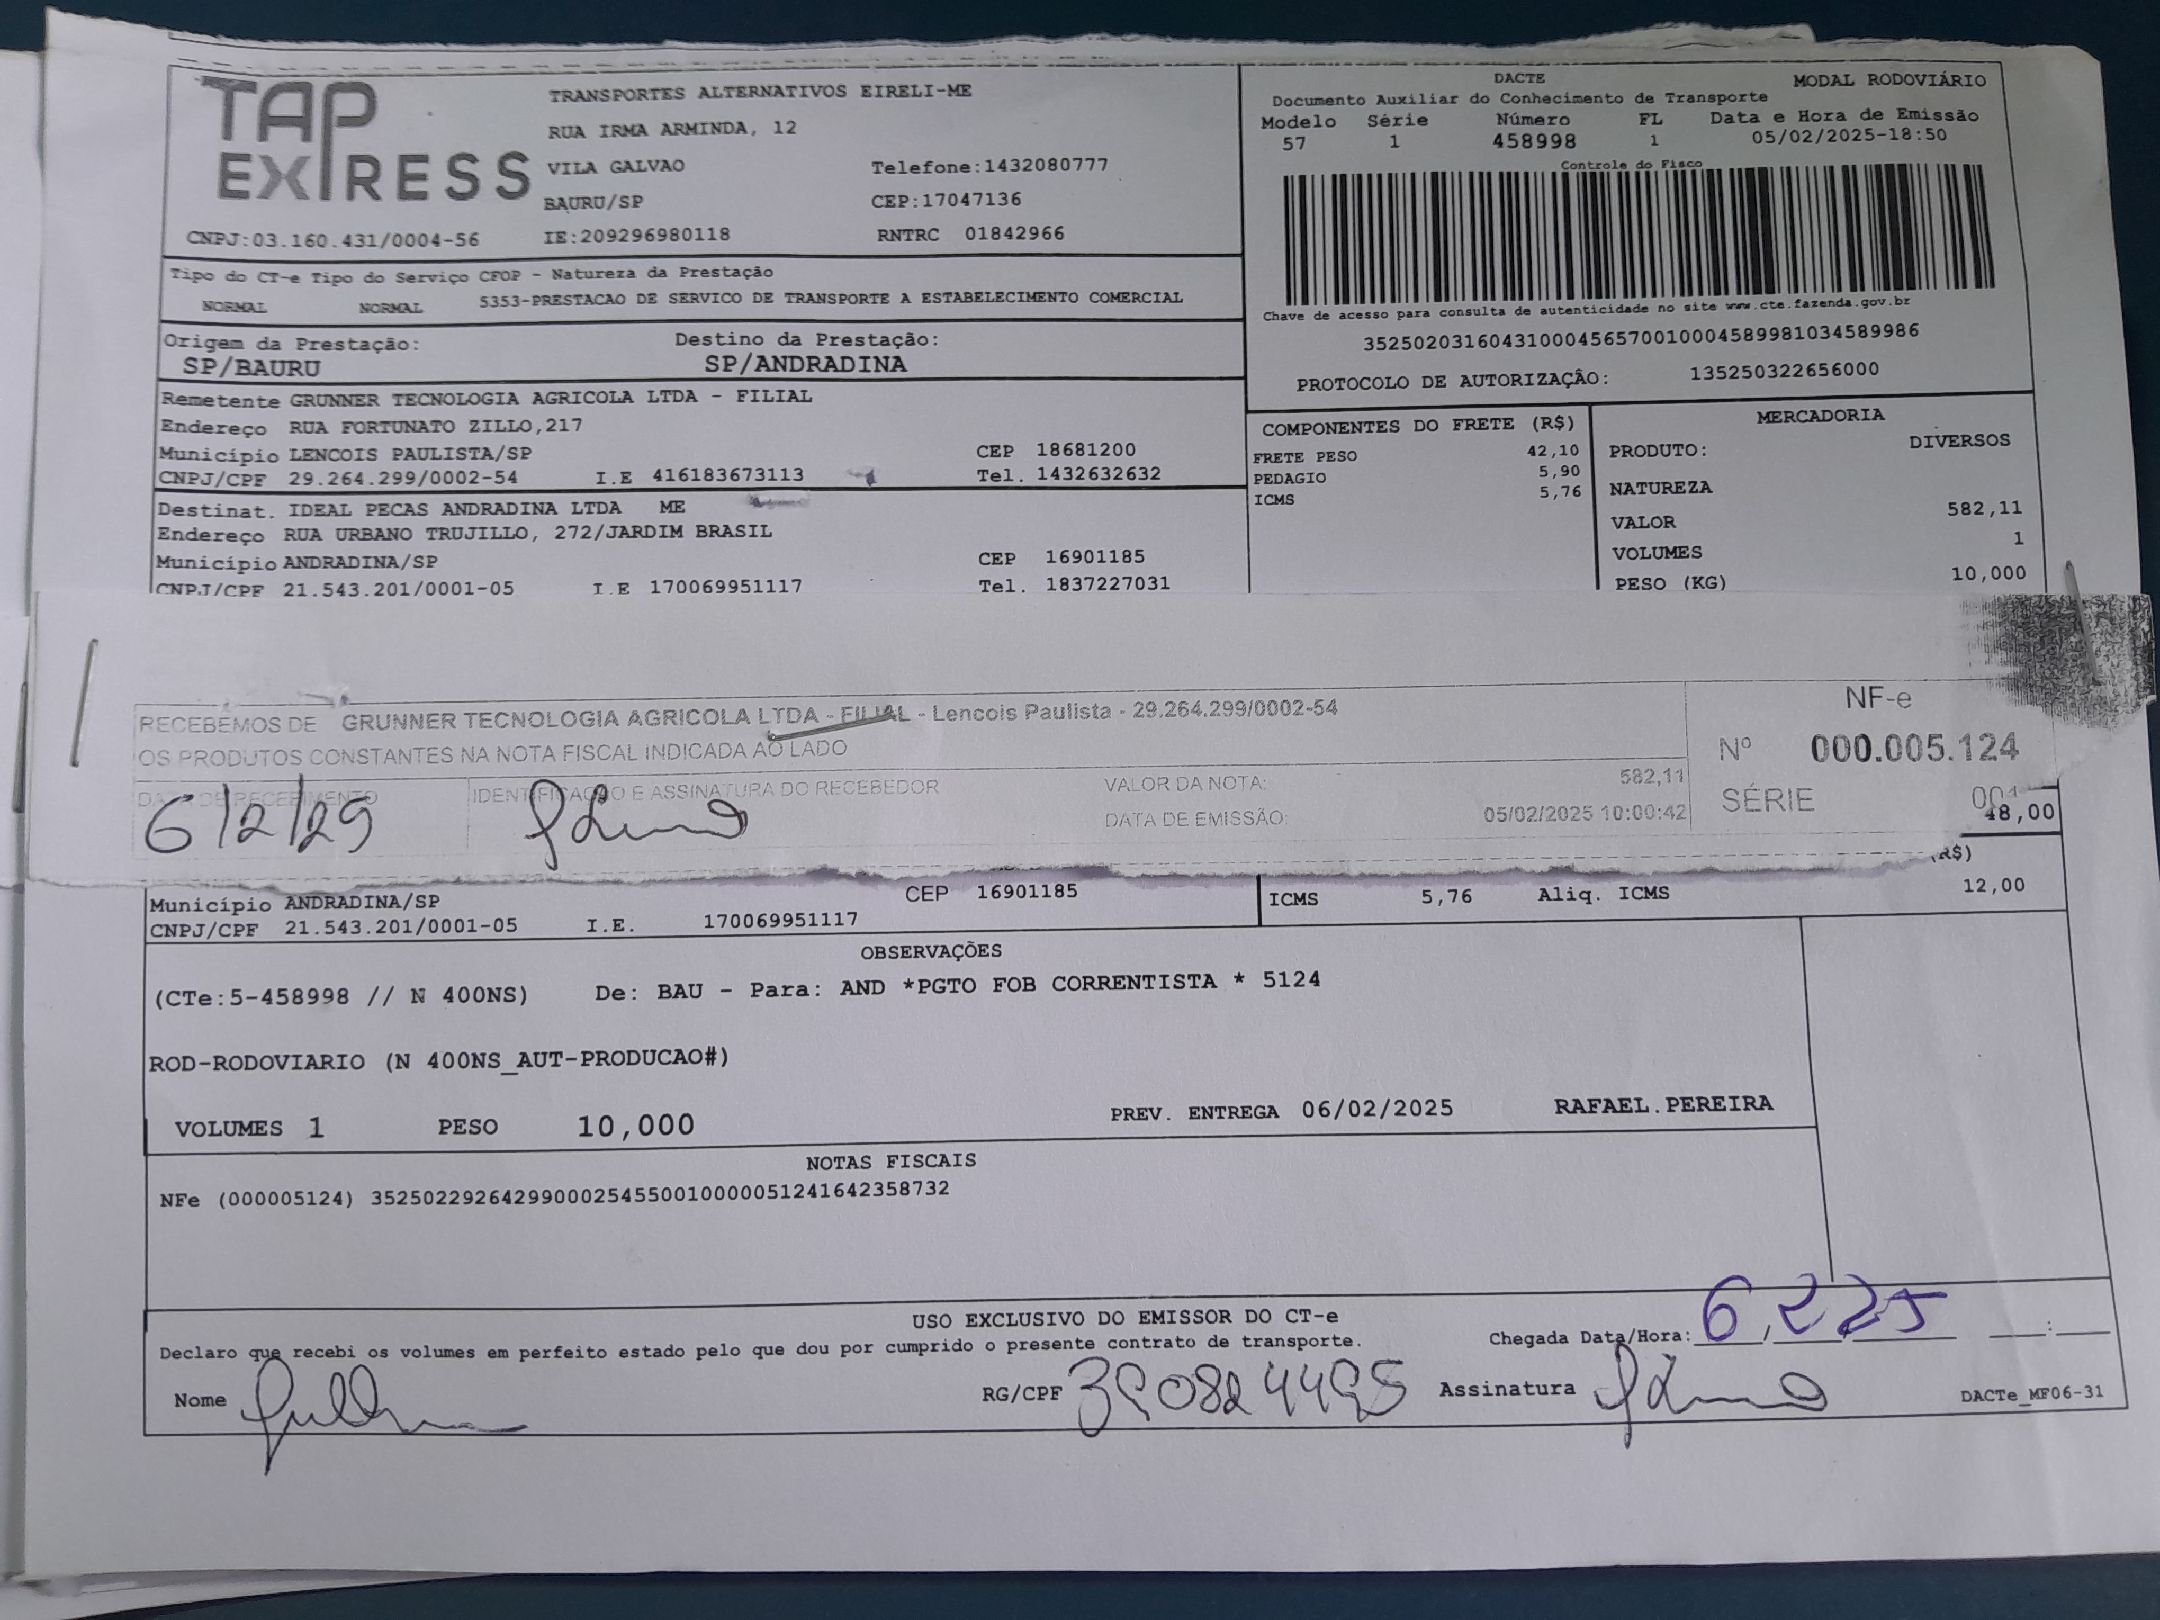 TAP EXPRESS
TRANSPORTES ALTERNATIVOS EIRELI-ME
RUA IRMA ARMINDA, 12
VILA GALVAO Telefone:1432080777
BAURU/SP CEP:17047136
CNPJ:03.160.431/0004-56 IE:209296980118 RNTRC 01842966
DACTE MODAL RODOVIÁRIO
Documento Auxiliar do Conhecimento de Transporte
Modelo Série Número FL Data e Hora de Emissão
57 1 458998 1 05/02/2025-18:50
Controle do Fisco
Chave de acesso para consulta de autenticidade no site www.cte.fazenda.gov.br
35250203160431000456570010004589981034589986
PROTOCOLO DE AUTORIZAÇÂO: 135250322656000
Tipo do CT-e Tipo do Serviço CFOP - Natureza da Prestação
NORMAL NORMAL 5353-PRESTACAO DE SERVICO DE TRANSPORTE A ESTABELECIMENTO COMERCIAL
Origem da Prestação: Destino da Prestação:
SP/BAURU SP/ANDRADINA
Remetente GRUNNER TECNOLOGIA AGRICOLA LTDA - FILIAL
Endereço RUA FORTUNATO ZILLO,217
Município LENCOIS PAULISTA/SP CEP 18681200
CNPJ/CPF 29.264.299/0002-54 I.E 416183673113 Tel. 1432632632
Destinat. IDEAL PECAS ANDRADINA LTDA ME
Endereço RUA URBANO TRUJILLO, 272/JARDIM BRASIL
Município ANDRADINA/SP CEP 16901185
CNPJ/CPF 21.543.201/0001-05 I.E 170069951117 Tel. 1837227031
COMPONENTES DO FRETE (R$)
FRETE PESO 42,10
PEDAGIO 5,90
ICMS 5,76
MERCADORIA
PRODUTO: DIVERSOS
NATUREZA
VALOR 582,11
VOLUMES 1
PESO (KG) 10,000
RECEBEMOS DE GRUNNER TECNOLOGIA AGRICOLA LTDA - FILIAL - Lencois Paulista - 29.264.299/0002-54
OS PRODUTOS CONSTANTES NA NOTA FISCAL INDICADA AO LADO
DATA DE RECEBIMENTO IDENTIFICAÇÃO E ASSINATURA DO RECEBEDOR
6/2/25
VALOR DA NOTA: 582,11
DATA DE EMISSÃO: 05/02/2025 10:00:42
NF-e
Nº 000.005.124
SÉRIE 001
48,00
(R$)
Município ANDRADINA/SP CEP 16901185
CNPJ/CPF 21.543.201/0001-05 I.E. 170069951117
ICMS 5,76 Aliq. ICMS 12,00
OBSERVAÇÕES
(CTe:5-458998 // N 400NS) De: BAU - Para: AND *PGTO FOB CORRENTISTA * 5124
ROD-RODOVIARIO (N 400NS_AUT-PRODUCAO#)
VOLUMES 1 PESO 10,000 PREV. ENTREGA 06/02/2025 RAFAEL.PEREIRA
NOTAS FISCAIS
NFe (000005124) 35250229264299000254550010000051241642358732
USO EXCLUSIVO DO EMISSOR DO CT-e
Declaro que recebi os volumes em perfeito estado pelo que dou por cumprido o presente contrato de transporte. Chegada Data/Hora: 6/2/25 :
Nome RG/CPF 390824495 Assinatura DACTe_MF06-31